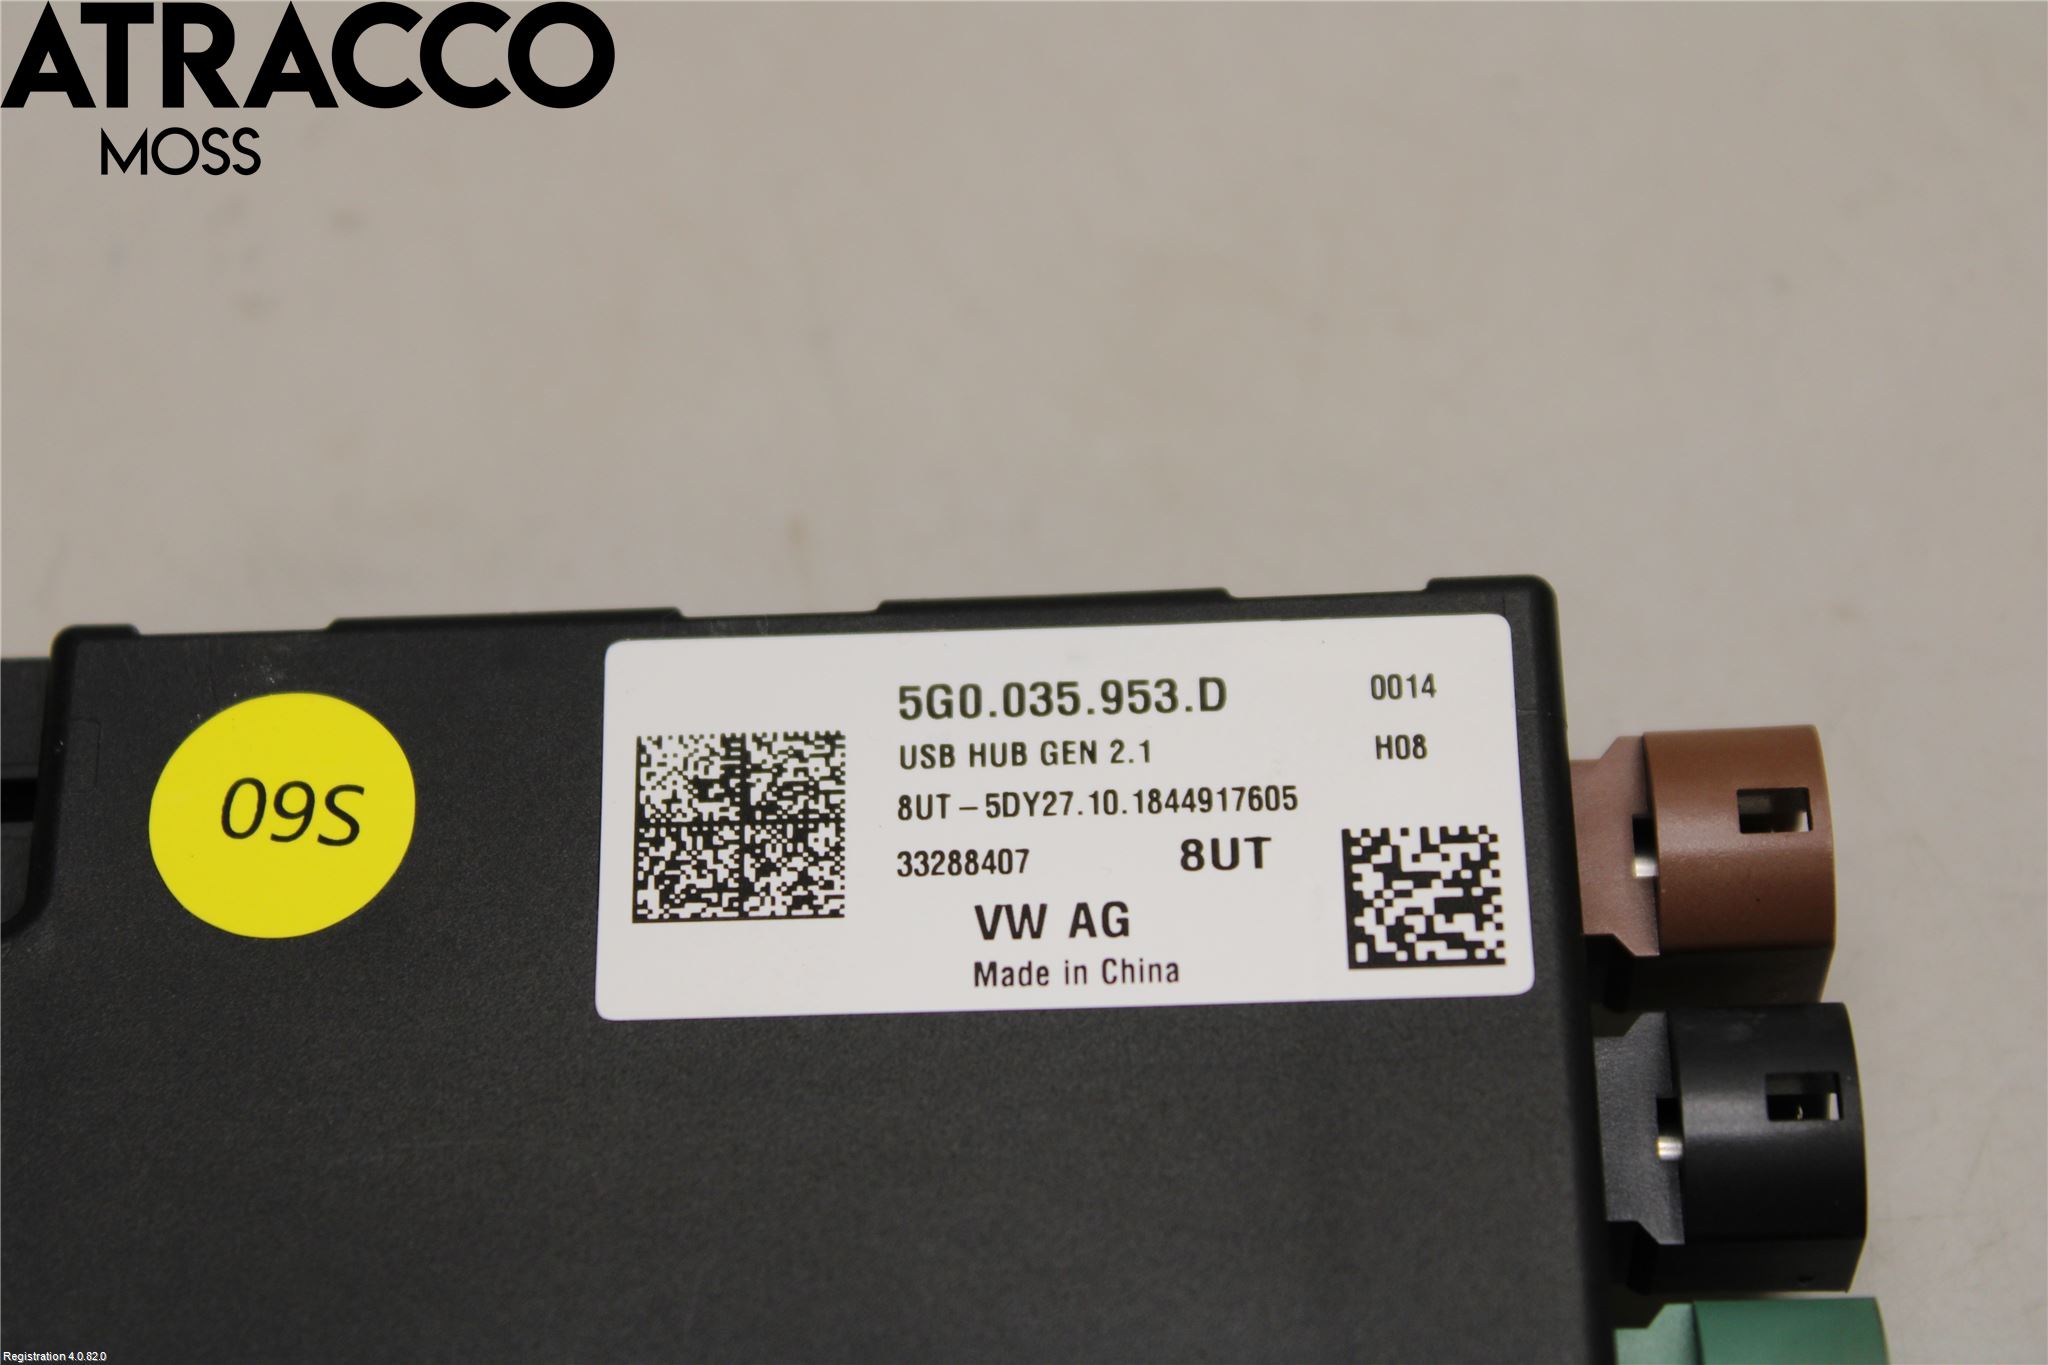 ATRACCO
MOSS
09S
5G0.035.953.D 0014
USB HUB GEN 2.1 H08
8UT-5DY27.10.1844917605
33288407 8UT
VW AG
Made in China
Registration 4.0.82.0